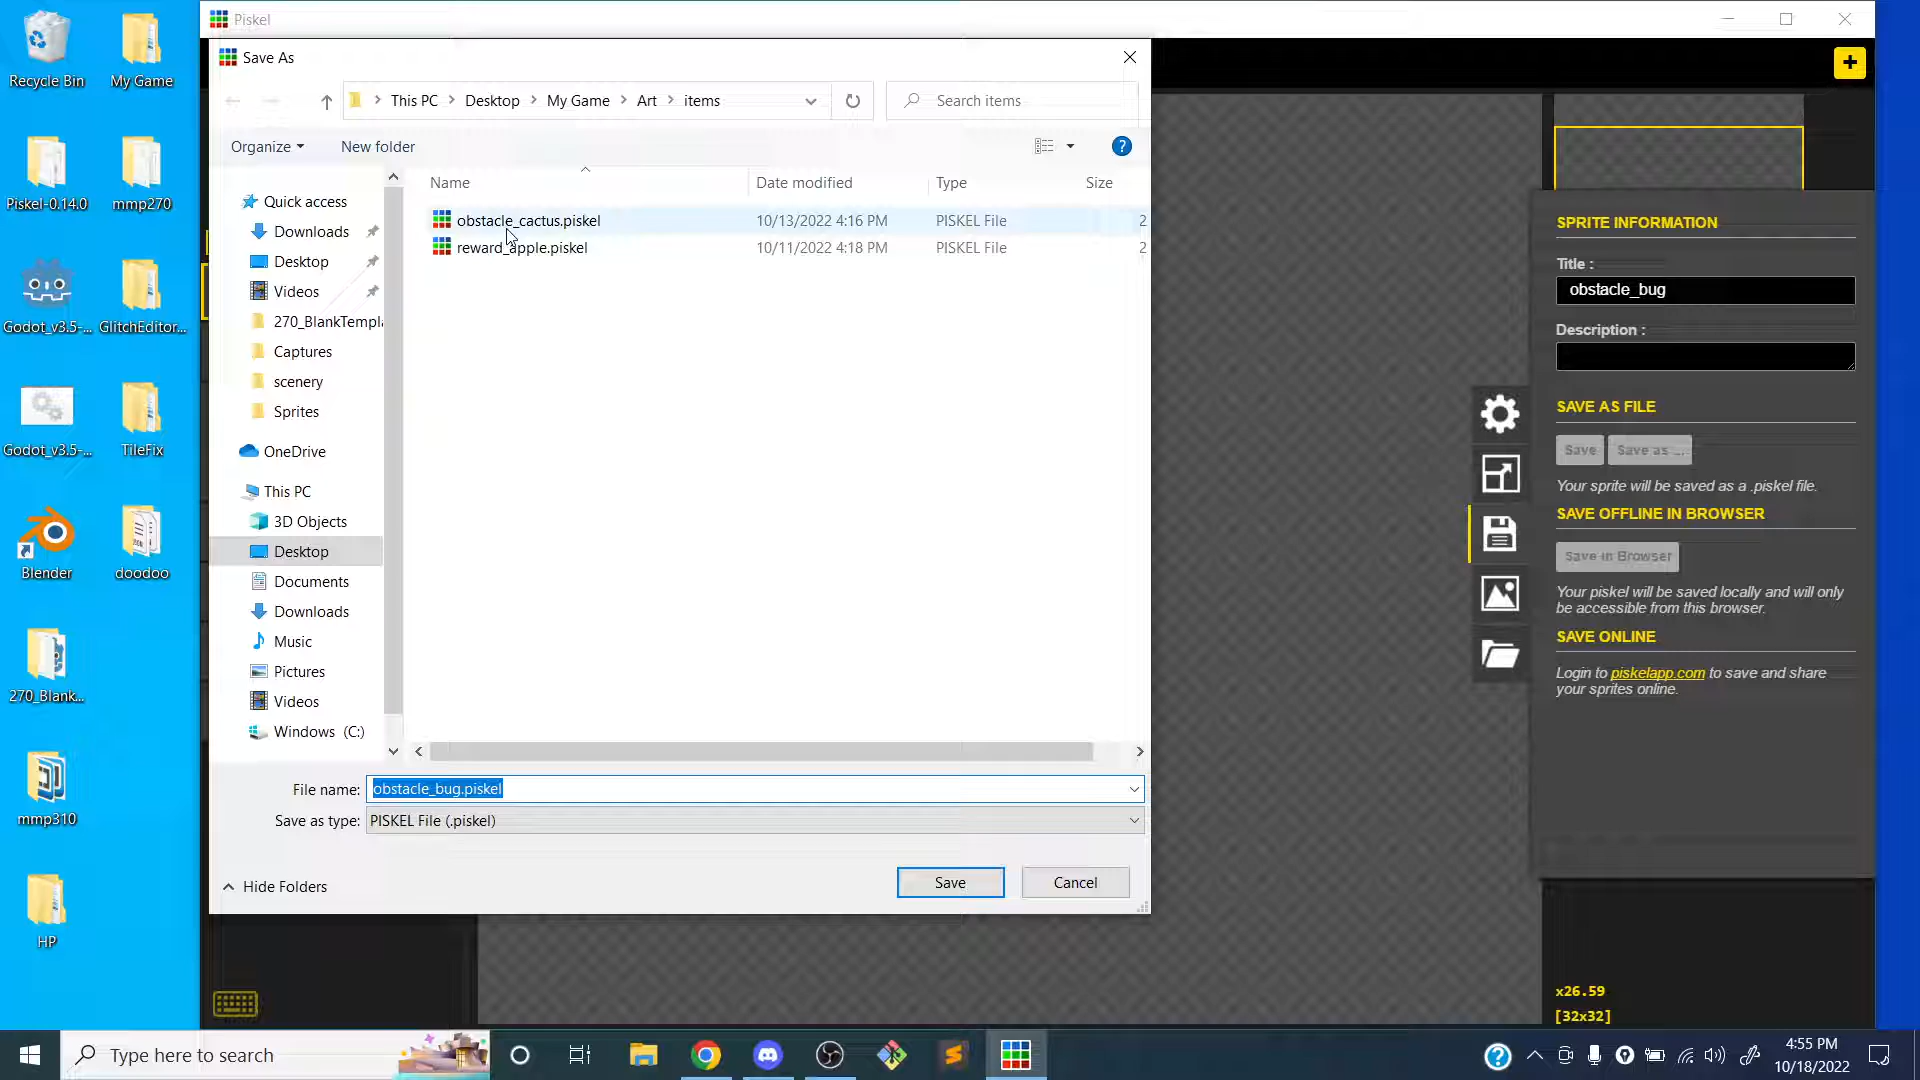 Recycle Bin
My Game
Piskel-0.14.0
mmp270
Godot_v3.5-...
GlitchEditor...
Godot_v3.5-...
TileFix
Blender
doodoo
270_Blank...
mmp310
HP
Piskel
Save As
This PC > Desktop > My Game > Art > items
Search items
Organize
New folder
?
Name
Date modified
Type
Size
obstacle_cactus.piskel 10/13/2022 4:16 PM PISKEL File 2
reward_apple.piskel 10/11/2022 4:18 PM PISKEL File 2
Quick access
Downloads
Desktop
Videos
270_BlankTempl
Captures
scenery
Sprites
OneDrive
This PC
3D Objects
Desktop
Documents
Downloads
Music
Pictures
Videos
Windows (C:)
File name: obstacle_bug.piskel
Save as type: PISKEL File (.piskel)
Hide Folders
Save
Cancel
+
SPRITE INFORMATION
Title :
obstacle_bug
Description :
SAVE AS FILE
Save
Save as ...
Your sprite will be saved as a .piskel file.
SAVE OFFLINE IN BROWSER
Save in Browser
Your piskel will be saved locally and will only
be accessible from this browser.
SAVE ONLINE
Login to piskelapp.com to save and share
your sprites online.
x26.59
[32x32]
Type here to search
?
4:55 PM
10/18/2022